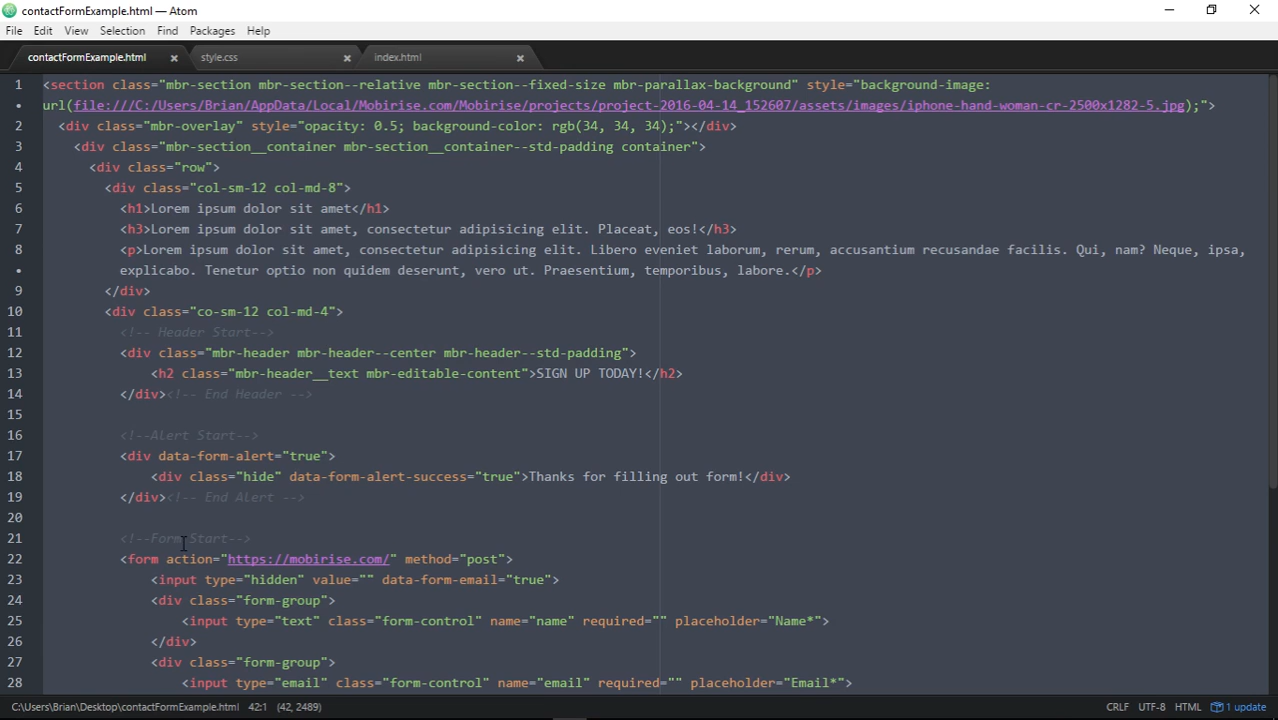 contactFormExample.html — Atom
File Edit View Selection Find Packages Help
contactFormExample.html style.css index.html
1 <section class="mbr-section mbr-section--relative mbr-section--fixed-size mbr-parallax-background" style="background-image:
• url(file:///C:/Users/Brian/AppData/Local/Mobirise.com/Mobirise/projects/project-2016-04-14_152607/assets/images/iphone-hand-woman-cr-2500x1282-5.jpg);">
2 <div class="mbr-overlay" style="opacity: 0.5; background-color: rgb(34, 34, 34);"></div>
3 <div class="mbr-section__container mbr-section__container--std-padding container">
4 <div class="row">
5 <div class="col-sm-12 col-md-8">
6 <h1>Lorem ipsum dolor sit amet</h1>
7 <h3>Lorem ipsum dolor sit amet, consectetur adipisicing elit. Placeat, eos!</h3>
8 <p>Lorem ipsum dolor sit amet, consectetur adipisicing elit. Libero eveniet laborum, rerum, accusantium recusandae facilis. Qui, nam? Neque, ipsa,
• explicabo. Tenetur optio non quidem deserunt, vero ut. Praesentium, temporibus, labore.</p>
9 </div>
10 <div class="co-sm-12 col-md-4">
11 <!-- Header Start-->
12 <div class="mbr-header mbr-header--center mbr-header--std-padding">
13 <h2 class="mbr-header__text mbr-editable-content">SIGN UP TODAY!</h2>
14 </div><!-- End Header -->
15
16 <!--Alert Start-->
17 <div data-form-alert="true">
18 <div class="hide" data-form-alert-success="true">Thanks for filling out form!</div>
19 </div><!-- End Alert -->
20
21 <!--Form Start-->
22 <form action="https://mobirise.com/" method="post">
23 <input type="hidden" value="" data-form-email="true">
24 <div class="form-group">
25 <input type="text" class="form-control" name="name" required="" placeholder="Name*">
26 </div>
27 <div class="form-group">
28 <input type="email" class="form-control" name="email" required="" placeholder="Email*">
C:\Users\Brian\Desktop\contactFormExample.html 42:1 (42, 2489) CRLF UTF-8 HTML 1 update